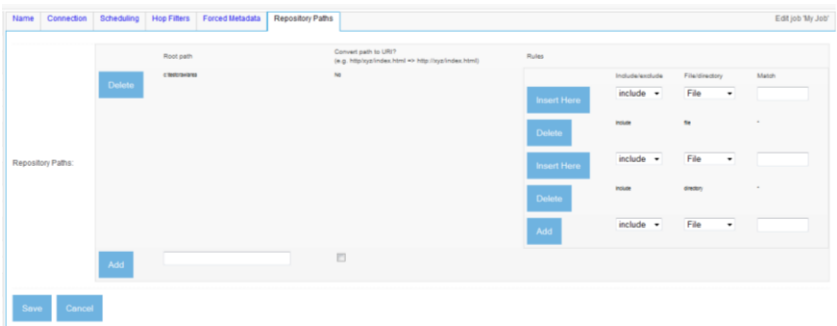 Name Connection Scheduling Hop Filters Forced Metadata Repository Paths Edit job 'My Job'
Root path Convert path to URI? Rules
(e.g. http/xyz/index.html => http://xyz/index.html)
Include/exclude File/directory Match
Delete No
Insert Here include File
Delete include file *
Insert Here include File
Repository Paths:
Delete include directory *
Add include File
Add
Save Cancel